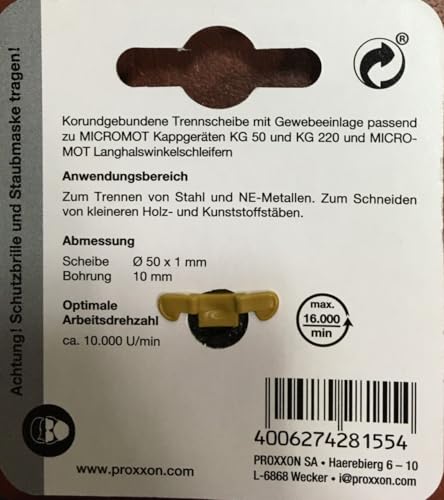 Achtung! Schutzbrille und Staubmaske tragen!
®
Korundgebundene Trennscheibe mit Gewebeeinlage passend
zu MICROMOT Kappgeräten KG 50 und KG 220 und MICRO-
MOT Langhalswinkelschleifern
Anwendungsbereich
Zum Trennen von Stahl und NE-Metallen. Zum Schneiden
von kleineren Holz- und Kunststoffstäben.
Abmessung
Scheibe Ø 50 x 1 mm
Bohrung 10 mm
Optimale
Arbeitsdrehzahl
ca. 10.000 U/min
max.
16.000
min
4006274281554
PROXXON SA • Haerebierg 6 – 10
L-6868 Wecker • i@proxxon.com
www.proxxon.com